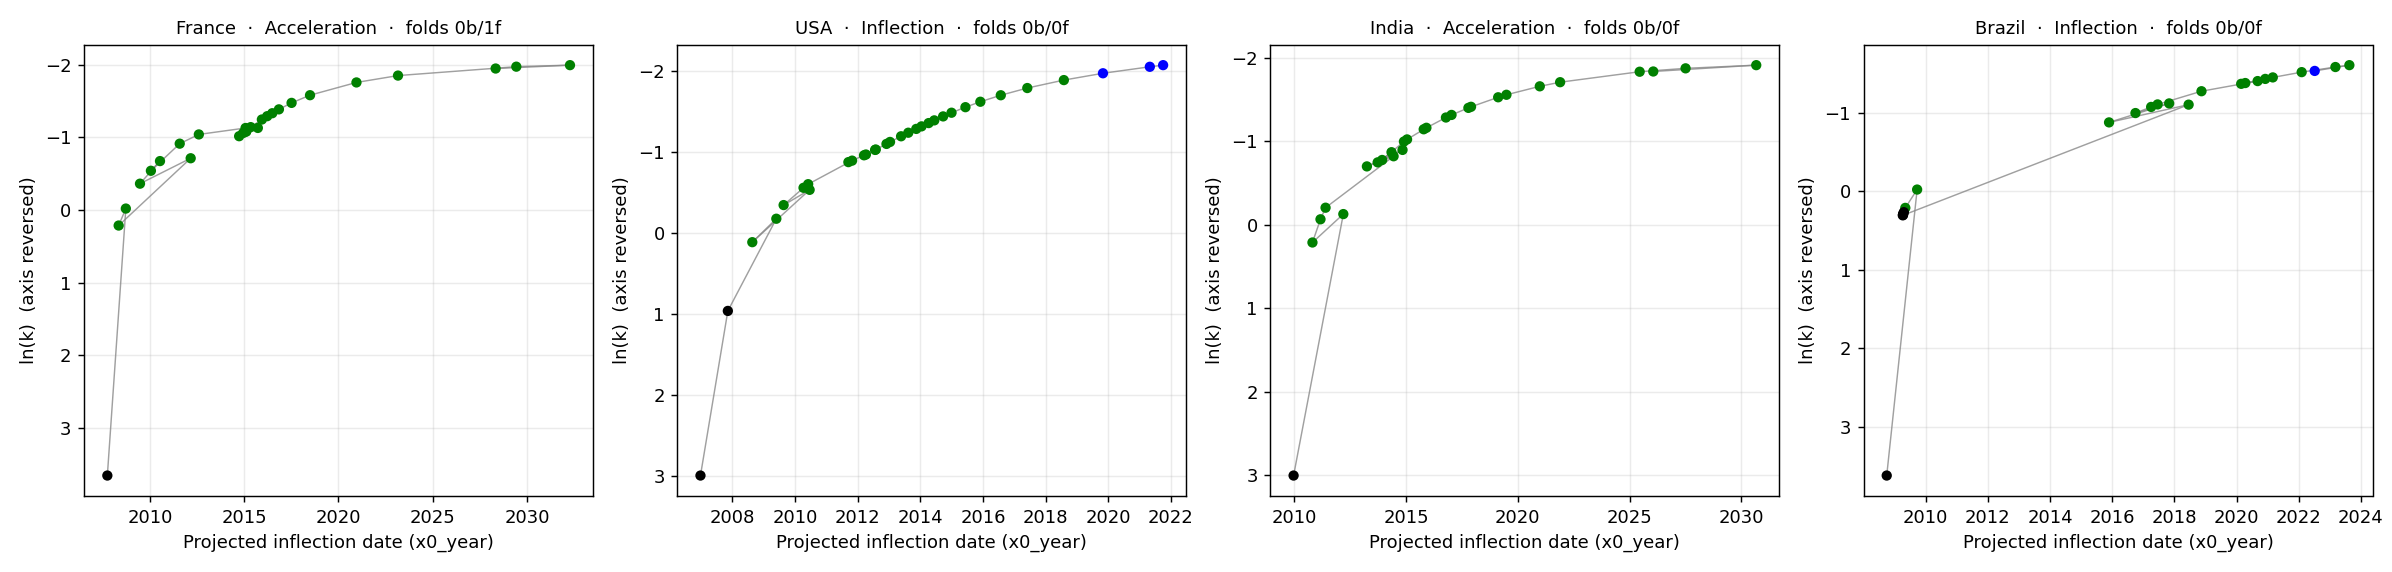 France · Acceleration · folds 0b/1f
−2
−1
0
1
2
3
ln(k) (axis reversed)
2010 2015 2020 2025 2030
Projected inflection date (x0_year)
USA · Inflection · folds 0b/0f
−2
−1
0
1
2
3
ln(k) (axis reversed)
2008 2010 2012 2014 2016 2018 2020 2022
Projected inflection date (x0_year)
India · Acceleration · folds 0b/0f
−2
−1
0
1
2
3
ln(k) (axis reversed)
2010 2015 2020 2025 2030
Projected inflection date (x0_year)
Brazil · Inflection · folds 0b/0f
−1
0
1
2
3
ln(k) (axis reversed)
2010 2012 2014 2016 2018 2020 2022 2024
Projected inflection date (x0_year)